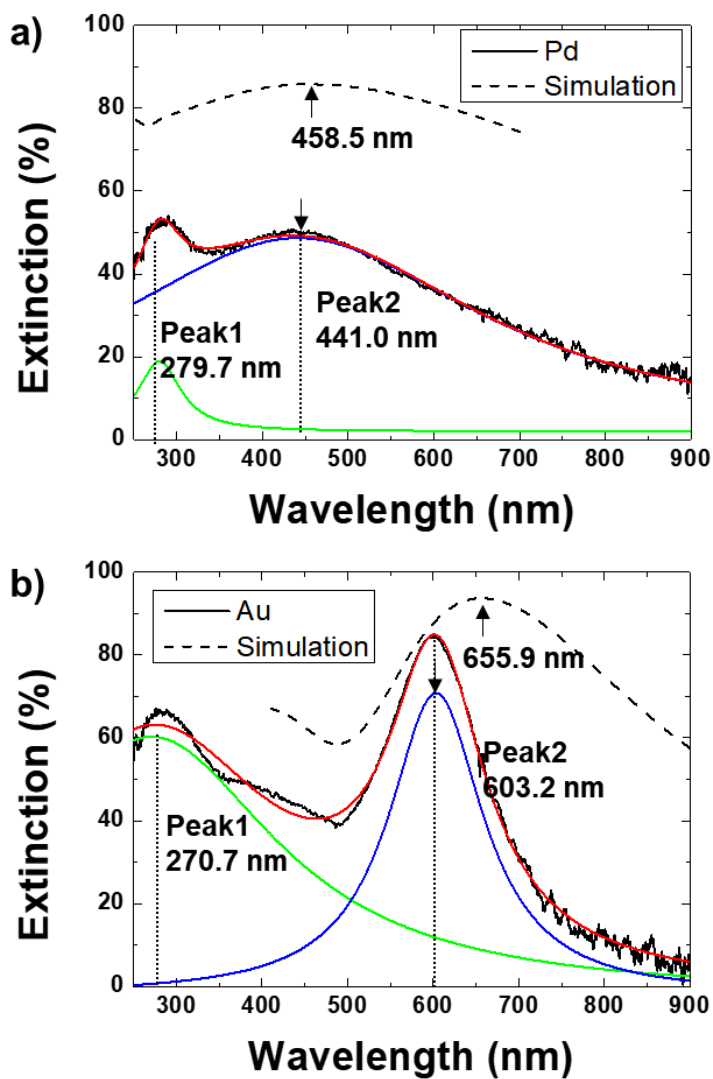 a)
100
80
60
40
20
0
Extinction (%)
Pd
Simulation
458.5 nm
Peak1
279.7 nm
Peak2
441.0 nm
300 400 500 600 700 800 900
Wavelength (nm)
b)
100
80
60
40
20
0
Extinction (%)
Au
Simulation
655.9 nm
Peak2
603.2 nm
Peak1
270.7 nm
300 400 500 600 700 800 900
Wavelength (nm)